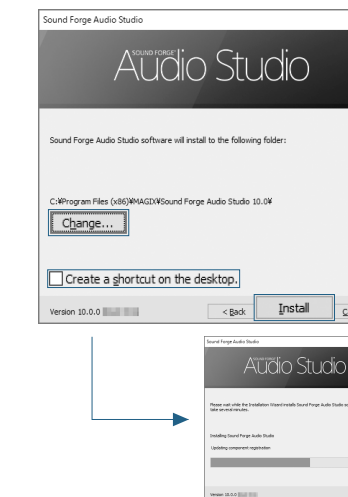 Sound Forge Audio Studio
SOUND FORGE™
Audio Studio
Sound Forge Audio Studio software will install to the following folder:
C:¥Program Files (x86)¥MAGIX¥Sound Forge Audio Studio 10.0¥
Change...
Create a shortcut on the desktop.
Version 10.0.0
< Back
Install
Sound Forge Audio Studio
SOUND FORGE™
Audio Studio
Please wait while the Installation Wizard installs Sound Forge Audio Studio
take several minutes.
Installing Sound Forge Audio Studio
Updating component registration
Version 10.0.0